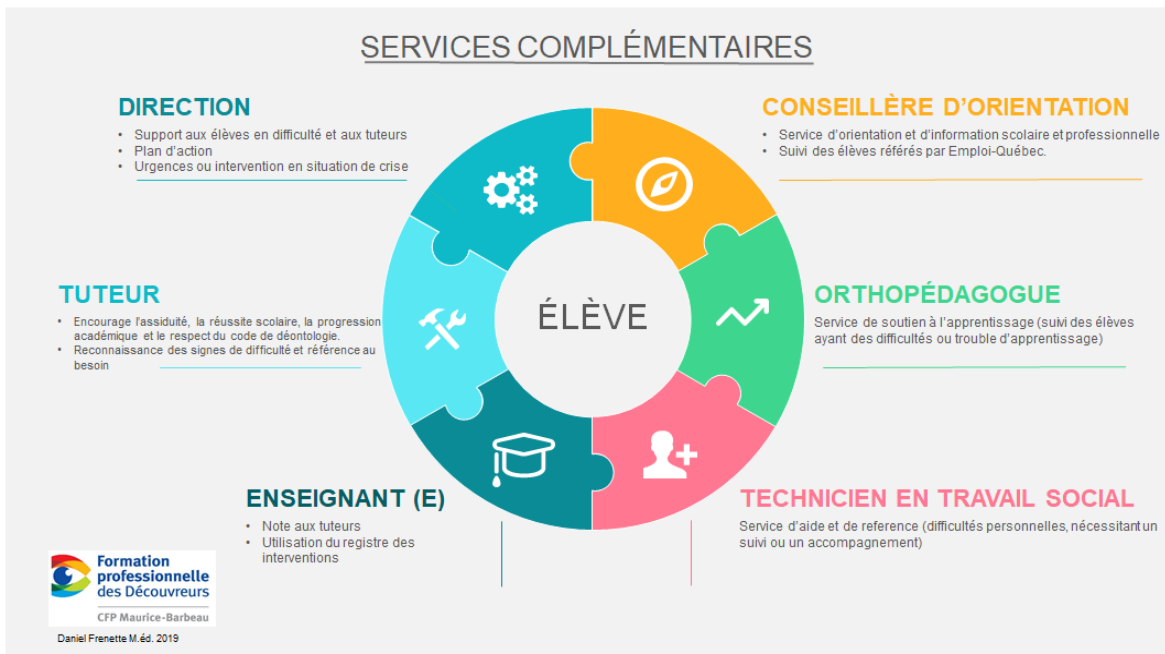 SERVICES COMPLÉMENTAIRES
DIRECTION
• Support aux élèves en difficulté et aux tuteurs
• Plan d'action
• Urgences ou intervention en situation de crise
CONSEILLÈRE D'ORIENTATION
• Service d'orientation et d'information scolaire et professionnelle
• Suivi des élèves référés par Emploi-Québec.
TUTEUR
• Encourage l'assiduité, la réussite scolaire, la progression
académique et le respect du code de déontologie.
• Reconnaissance des signes de difficulté et référence au
besoin
ÉLÈVE
ORTHOPÉDAGOGUE
Service de soutien à l'apprentissage (suivi des élèves
ayant des difficultés ou trouble d'apprentissage)
ENSEIGNANT (E)
• Note aux tuteurs
• Utilisation du registre des
interventions
TECHNICIEN EN TRAVAIL SOCIAL
Service d'aide et de reference (difficultés personnelles, nécessitant un
suivi ou un accompagnement)
Formation
professionnelle
des Découvreurs
CFP Maurice-Barbeau
Daniel Frenette M.éd. 2019